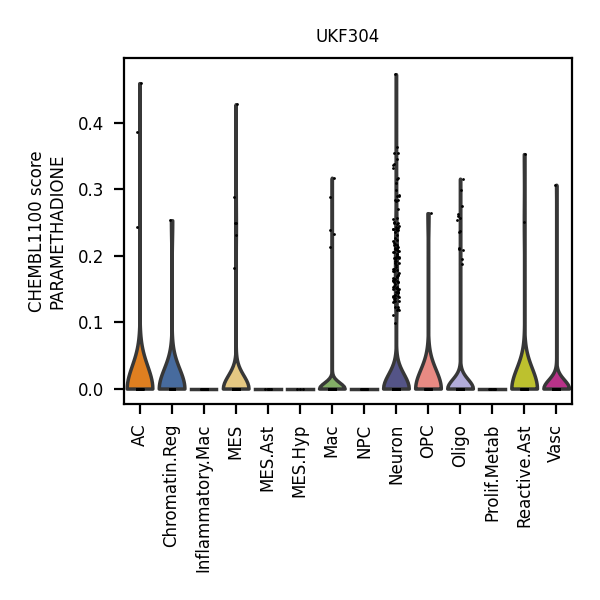 UKF304
CHEMBL1100 score
PARAMETHADIONE
0.4
0.3
0.2
0.1
0.0
AC
Chromatin.Reg
Inflammatory.Mac
MES
MES.Ast
MES.Hyp
Mac
NPC
Neuron
OPC
Oligo
Prolif.Metab
Reactive.Ast
Vasc